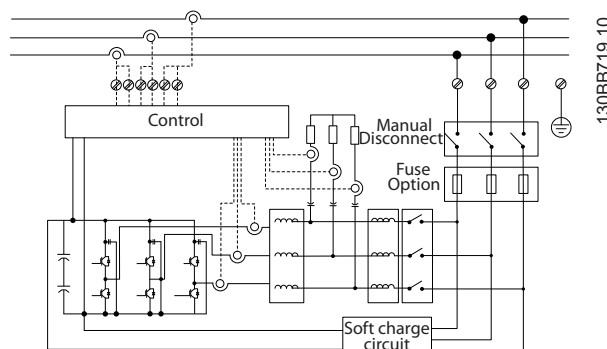 130BB719.10
Control
Manual
Disconnect
Fuse
Option
Soft charge
circuit